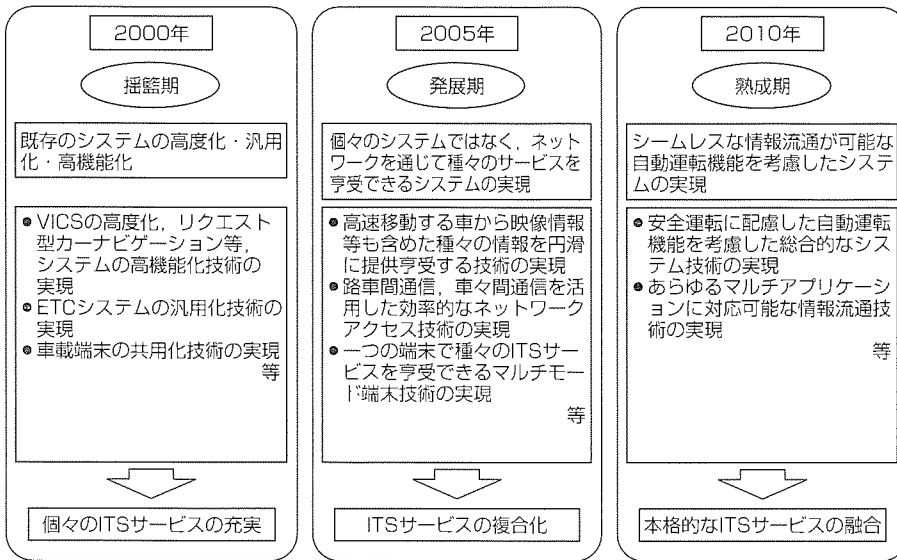 2000年
揺籃期
既存のシステムの高度化・汎用
化・高機能化
●VICSの高度化，リクエスト
型カーナビゲーション等，
システムの高機能化技術の
実現
●ETCシステムの汎用化技術の
実現
●車載端末の共用化技術の実現
等
個々のITSサービスの充実
2005年
発展期
個々のシステムではなく，ネット
ワークを通じて種々のサービスを
享受できるシステムの実現
●高速移動する車から映像情報
等も含めた種々の情報を円滑
に提供享受する技術の実現
●路車間通信，車々間通信を活
用した効率的なネットワーク
アクセス技術の実現
●一つの端末で種々のITSサー
ビスを享受できるマルチモー
ド端末技術の実現
等
ITSサービスの複合化
2010年
熟成期
シームレスな情報流通が可能な
自動運転機能を考慮したシステ
ムの実現
●安全運転に配慮した自動運転
機能を考慮した総合的なシス
テム技術の実現
●あらゆるマルチアプリケーシ
ョンに対応可能な情報流通技
術の実現
等
本格的なITSサービスの融合